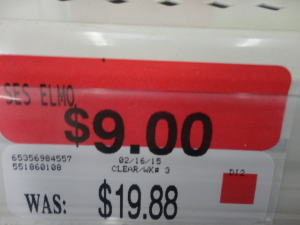 SES ELMO
$9.00
65356984557 02/16/15
551860108 CLEAR/WK# 3
D12
WAS: $19.88